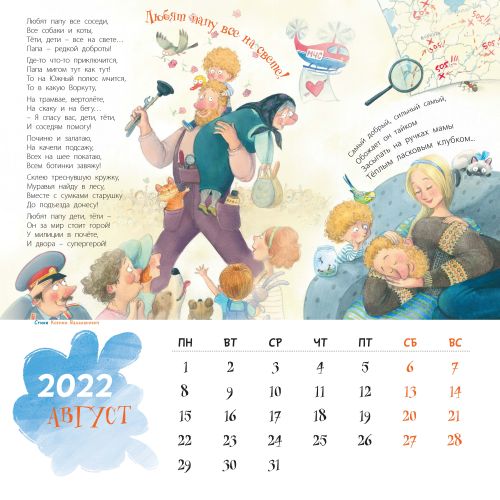 Любят папу все соседи,
Все собаки и коты,
Тёти, дети – все на свете...
Папа – редкой доброты!
Где-то что-то приключится,
Папа мигом тут как тут!
То на Южный полюс мчится,
То в какую Воркуту,
На трамвае, вертолёте,
На скаку и на бегу...
– Я спасу вас, дети, тёти,
И соседям помогу!
Починю и залатаю,
На качели подсажу,
Всех на шее покатаю,
Всем ботинки завяжу!
Склею треснувшую кружку,
Муравья найду в лесу,
Вместе с сумками старушку
До подъезда донесу!
Любят папу дети, тёти –
Он за мир стоит горой!
У милиции в почёте,
И двора – супергерой!
Любят папу все на свете!
МЧС
SOS!!!
SOS
Самый добрый, сильный самый,
Обожает он тайком
Засыпать на ручках мамы
Тёплым ласковым клубком...
2022
АВГУСТ
ПН ВТ СР ЧТ ПТ СБ ВС
1 2 3 4 5 6 7
8 9 10 11 12 13 14
15 16 17 18 19 20 21
22 23 24 25 26 27 28
29 30 31